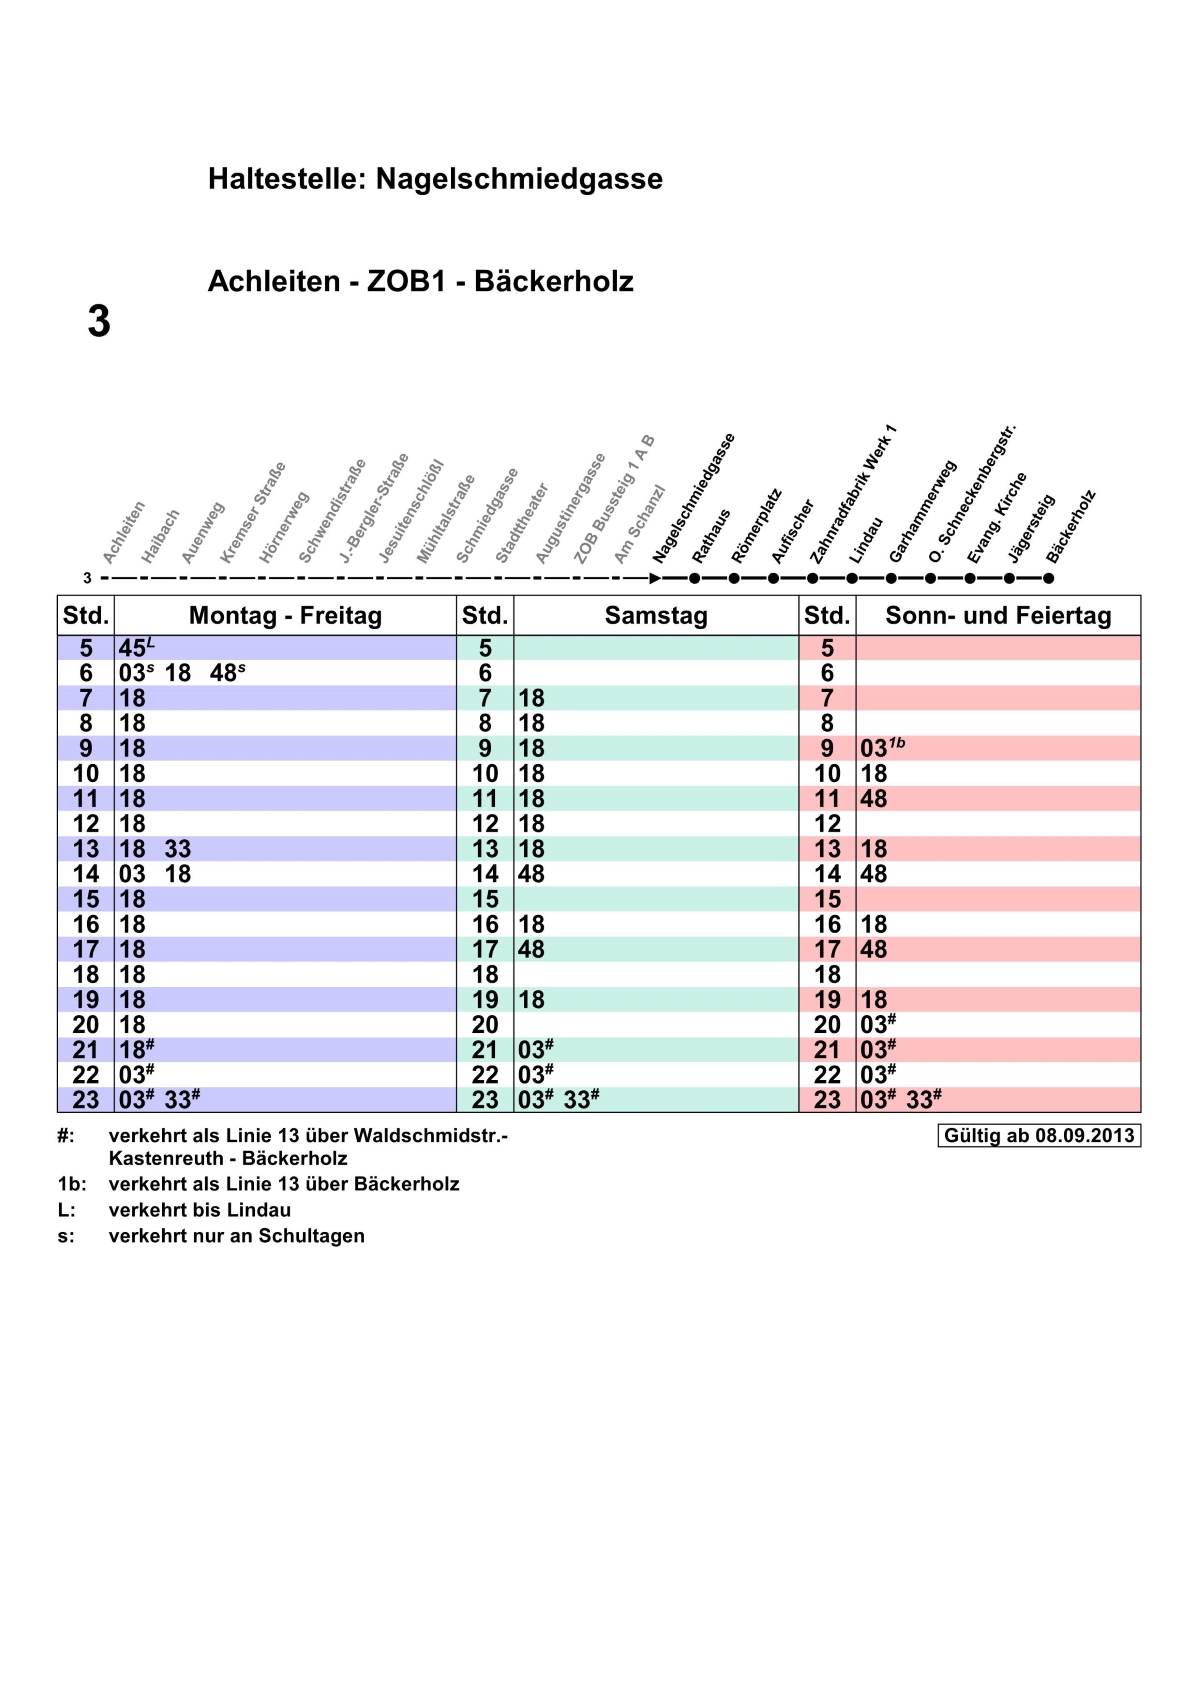 Haltestelle: Nagelschmiedgasse
Achleiten - ZOB1 - Bäckerholz
3
Achleiten
Haibach
Auenweg
Kremser Straße
Hörnerweg
Schwendistraße
J.-Bergler-Straße
Jesuitenschlößl
Mühltalstraße
Schmiedgasse
Stadttheater
Augustinergasse
ZOB Bussteig 1 A B
Am Schanzl
Nagelschmiedgasse
Rathaus
Römerplatz
Aufischer
Zahnradfabrik Werk 1
Lindau
Garhammerweg
O. Schneckenbergstr.
Evang. Kirche
Jägersteig
Bäckerholz
3
Std. Montag - Freitag Std. Samstag Std. Sonn- und Feiertag
5 45L 5 5
6 03s 18 48s 6 6
7 18 7 18 7
8 18 8 18 8
9 18 9 18 9 031b
10 18 10 18 10 18
11 18 11 18 11 48
12 18 12 18 12
13 18 33 13 18 13 18
14 03 18 14 48 14 48
15 18 15 15
16 18 16 18 16 18
17 18 17 48 17 48
18 18 18 18
19 18 19 18 19 18
20 18 20 20 03#
21 18# 21 03# 21 03#
22 03# 22 03# 22 03#
23 03# 33# 23 03# 33# 23 03# 33#
#: verkehrt als Linie 13 über Waldschmidstr.-
Kastenreuth - Bäckerholz
Gültig ab 08.09.2013
1b: verkehrt als Linie 13 über Bäckerholz
L: verkehrt bis Lindau
s: verkehrt nur an Schultagen